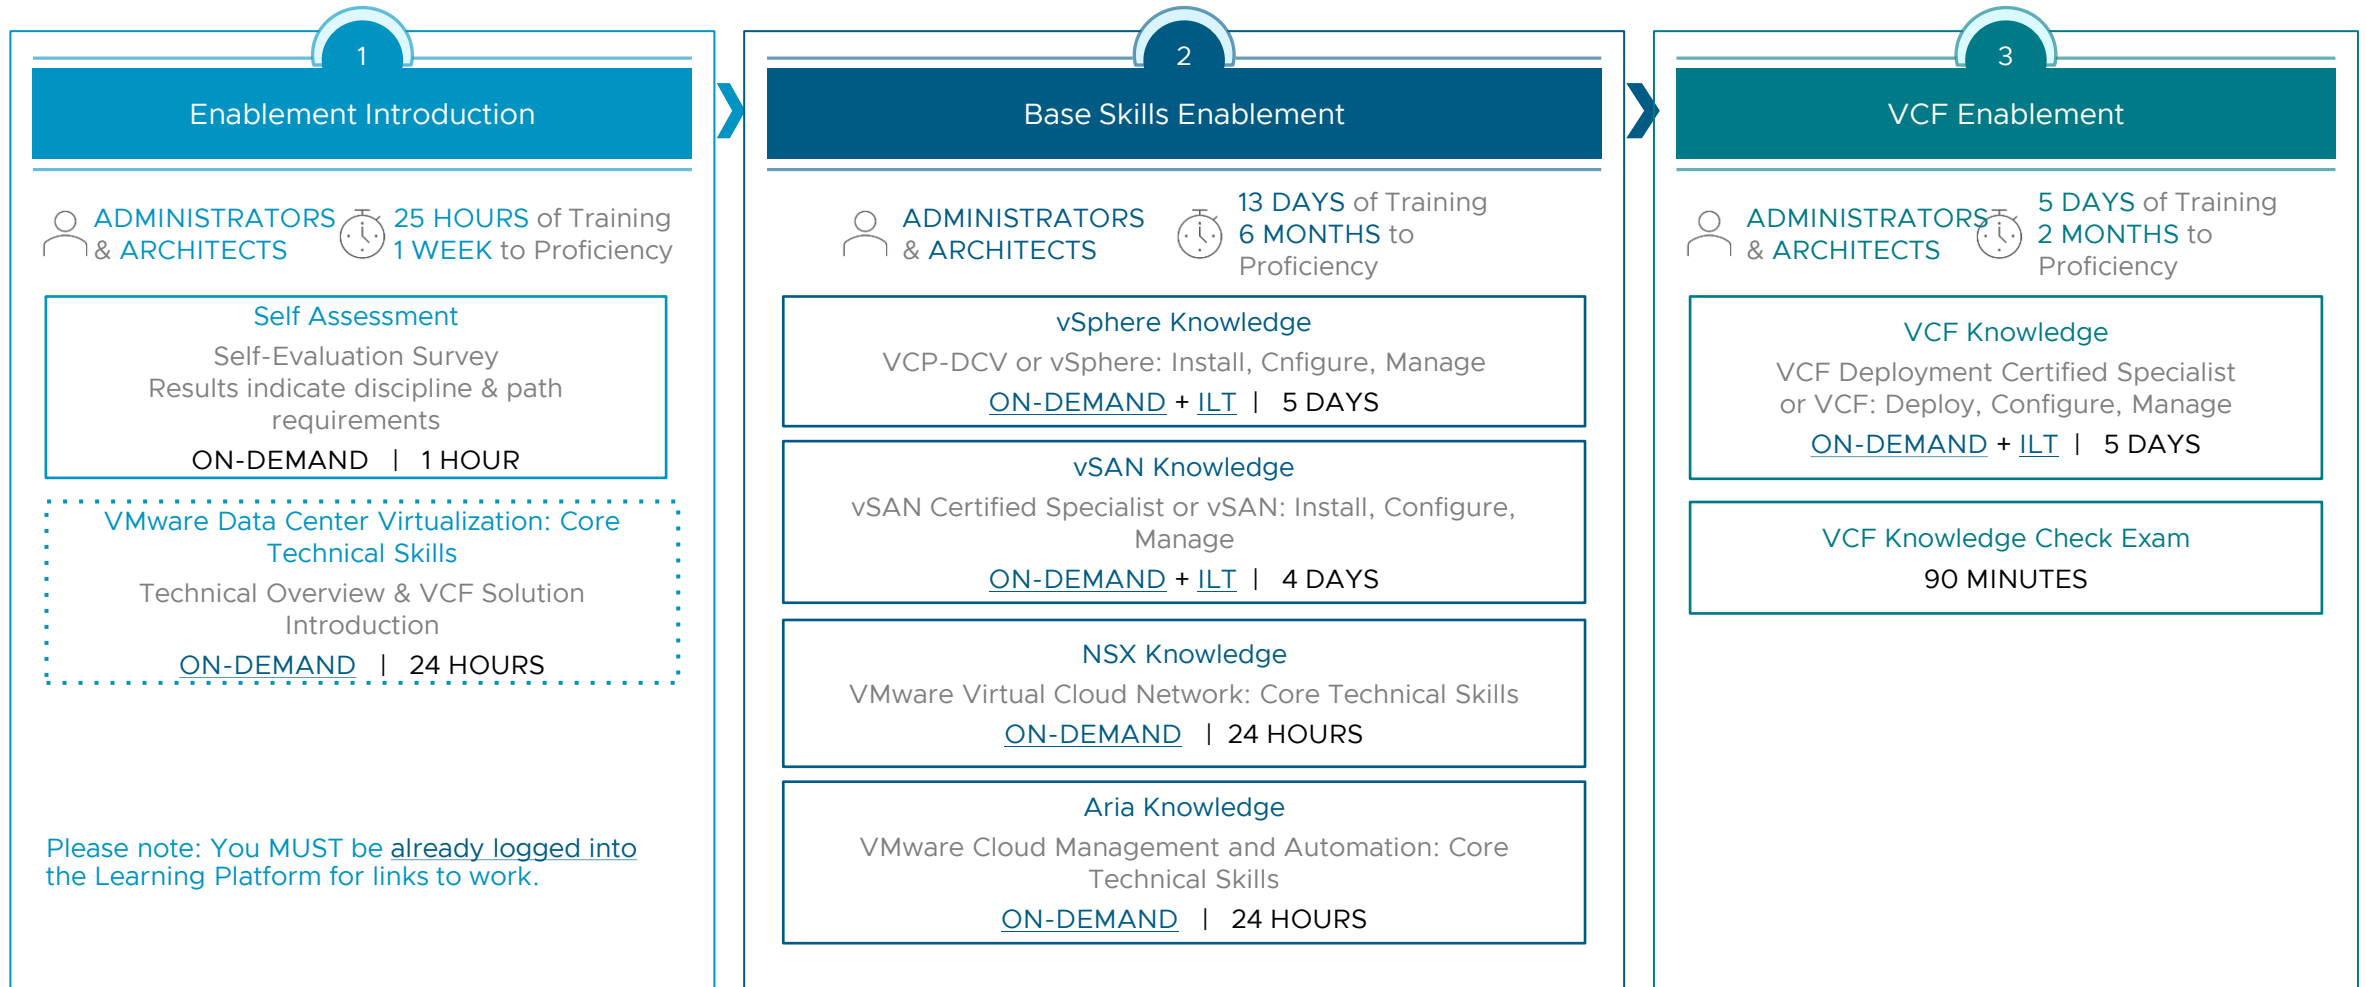 1
Enablement Introduction
ADMINISTRATORS
& ARCHITECTS
25 HOURS of Training
1 WEEK to Proficiency
Self Assessment
Self-Evaluation Survey
Results indicate discipline & path
requirements
ON-DEMAND | 1 HOUR
VMware Data Center Virtualization: Core
Technical Skills
Technical Overview & VCF Solution
Introduction
ON-DEMAND | 24 HOURS
Please note: You MUST be already logged into
the Learning Platform for links to work.
2
Base Skills Enablement
ADMINISTRATORS
& ARCHITECTS
13 DAYS of Training
6 MONTHS to
Proficiency
vSphere Knowledge
VCP-DCV or vSphere: Install, Cnfigure, Manage
ON-DEMAND + ILT | 5 DAYS
vSAN Knowledge
vSAN Certified Specialist or vSAN: Install, Configure,
Manage
ON-DEMAND + ILT | 4 DAYS
NSX Knowledge
VMware Virtual Cloud Network: Core Technical Skills
ON-DEMAND | 24 HOURS
Aria Knowledge
VMware Cloud Management and Automation: Core
Technical Skills
ON-DEMAND | 24 HOURS
3
VCF Enablement
ADMINISTRATORS
& ARCHITECTS
5 DAYS of Training
2 MONTHS to
Proficiency
VCF Knowledge
VCF Deployment Certified Specialist
or VCF: Deploy, Configure, Manage
ON-DEMAND + ILT | 5 DAYS
VCF Knowledge Check Exam
90 MINUTES